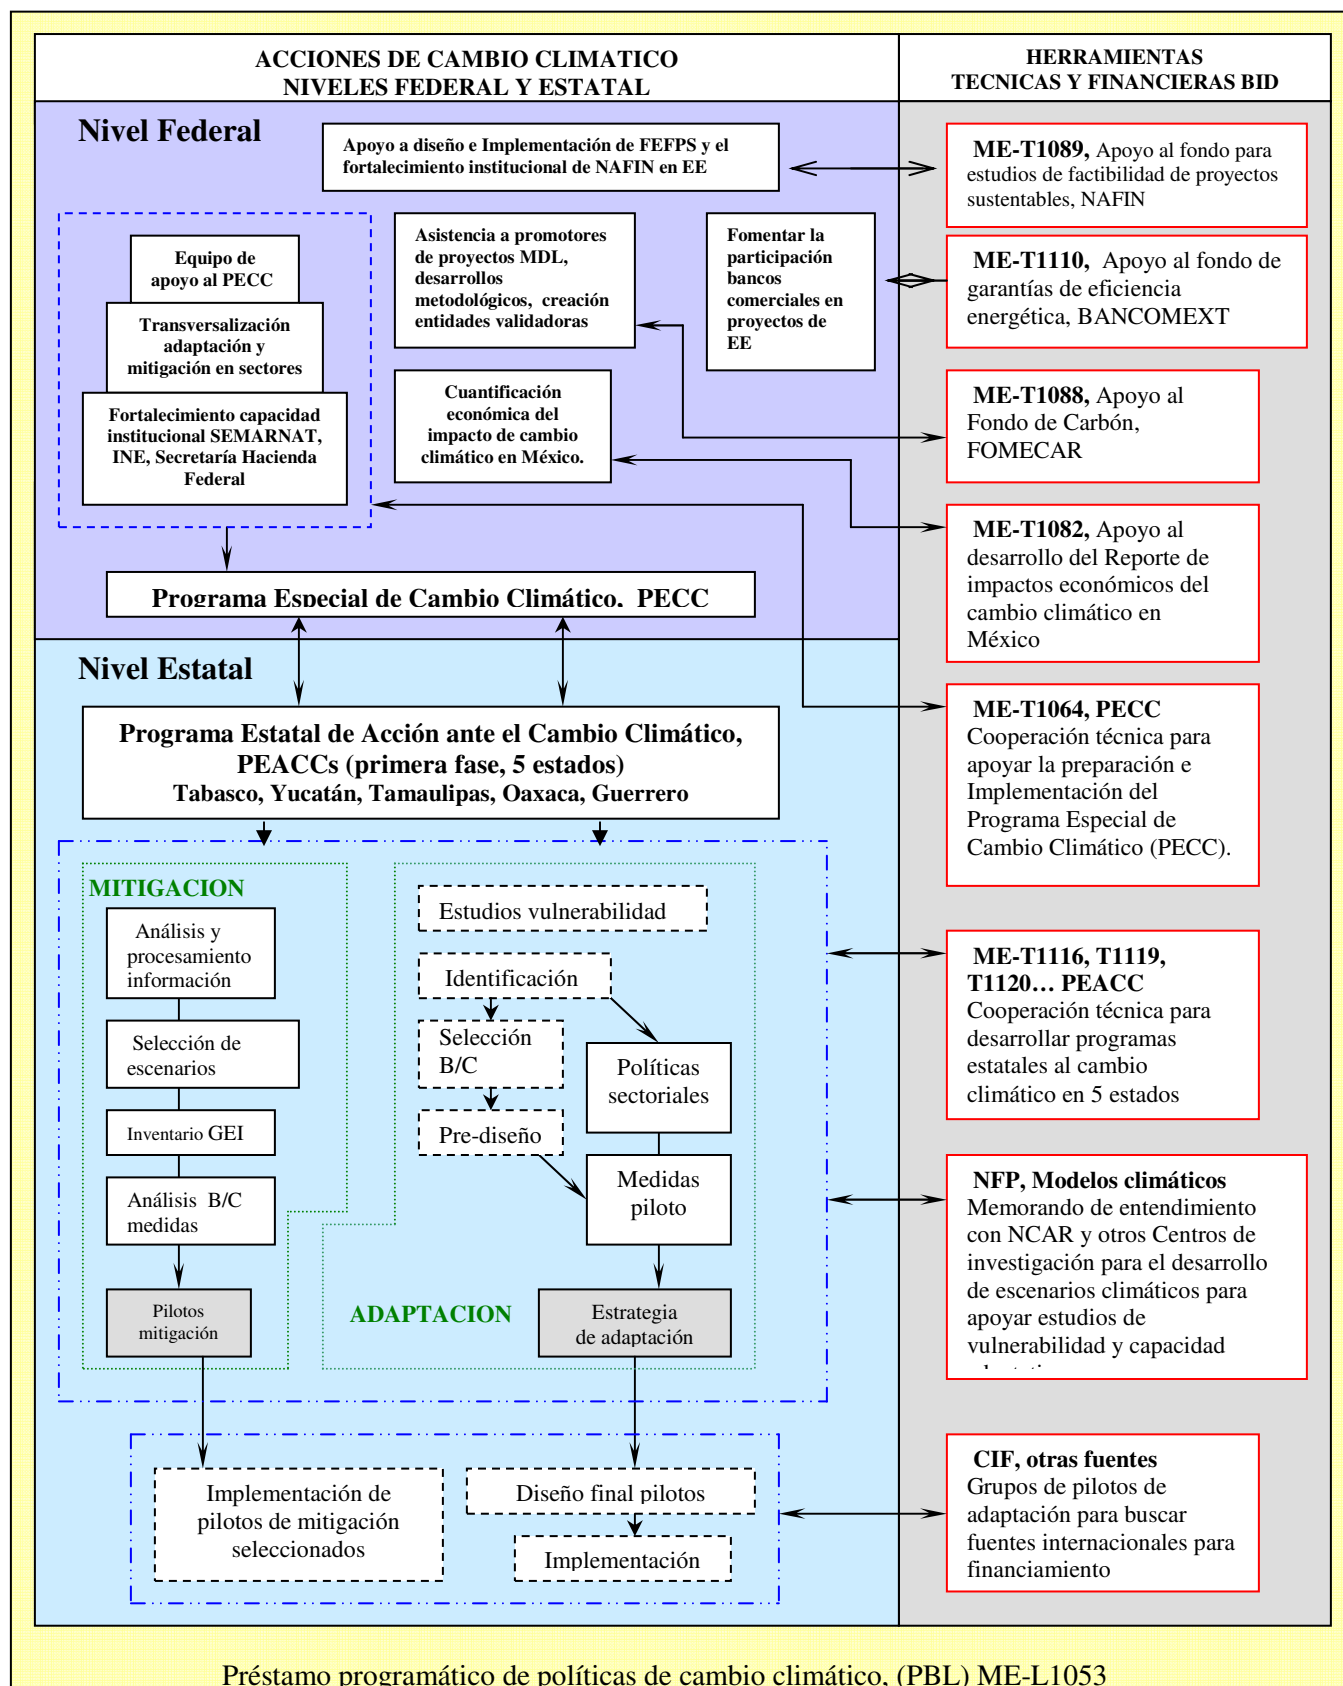 ACCIONES DE CAMBIO CLIMATICO
NIVELES FEDERAL Y ESTATAL
HERRAMIENTAS
TECNICAS Y FINANCIERAS BID
Nivel Federal
Apoyo a diseño e Implementación de FEFPS y el
fortalecimiento institucional de NAFIN en EE
Equipo de
apoyo al PECC
Transversalización
adaptación y
mitigación en sectores
Fortalecimiento capacidad
institucional SEMARNAT,
INE, Secretaría Hacienda
Federal
Asistencia a promotores
de proyectos MDL,
desarrollos
metodológicos, creación
entidades validadoras
Fomentar la
participación
bancos
comerciales en
proyectos de
EE
Cuantificación
económica del
impacto de cambio
climático en México.
Programa Especial de Cambio Climático, PECC
ME-T1089, Apoyo al fondo para
estudios de factibilidad de proyectos
sustentables, NAFIN
ME-T1110, Apoyo al fondo de
garantías de eficiencia
energética, BANCOMEXT
ME-T1088, Apoyo al
Fondo de Carbón,
FOMECAR
ME-T1082, Apoyo al
desarrollo del Reporte de
impactos económicos del
cambio climático en
México
ME-T1064, PECC
Cooperación técnica para
apoyar la preparación e
Implementación del
Programa Especial de
Cambio Climático (PECC).
Nivel Estatal
Programa Estatal de Acción ante el Cambio Climático,
PEACCs (primera fase, 5 estados)
Tabasco, Yucatán, Tamaulipas, Oaxaca, Guerrero
MITIGACION
Análisis y
procesamiento
información
Selección de
escenarios
Inventario GEI
Análisis B/C
medidas
Pilotos
mitigación
Estudios vulnerabilidad
Identificación
Selección
B/C
Pre-diseño
Políticas
sectoriales
Medidas
piloto
ADAPTACION
Estrategia
de adaptación
Implementación de
pilotos de mitigación
seleccionados
Diseño final pilotos
Implementación
ME-T1116, T1119,
T1120… PEACC
Cooperación técnica para
desarrollar programas
estatales al cambio
climático en 5 estados
NFP, Modelos climáticos
Memorando de entendimiento
con NCAR y otros Centros de
investigación para el desarrollo
de escenarios climáticos para
apoyar estudios de
vulnerabilidad y capacidad
CIF, otras fuentes
Grupos de pilotos de
adaptación para buscar
fuentes internacionales para
financiamiento
Préstamo programático de políticas de cambio climático, (PBL) ME-L1053